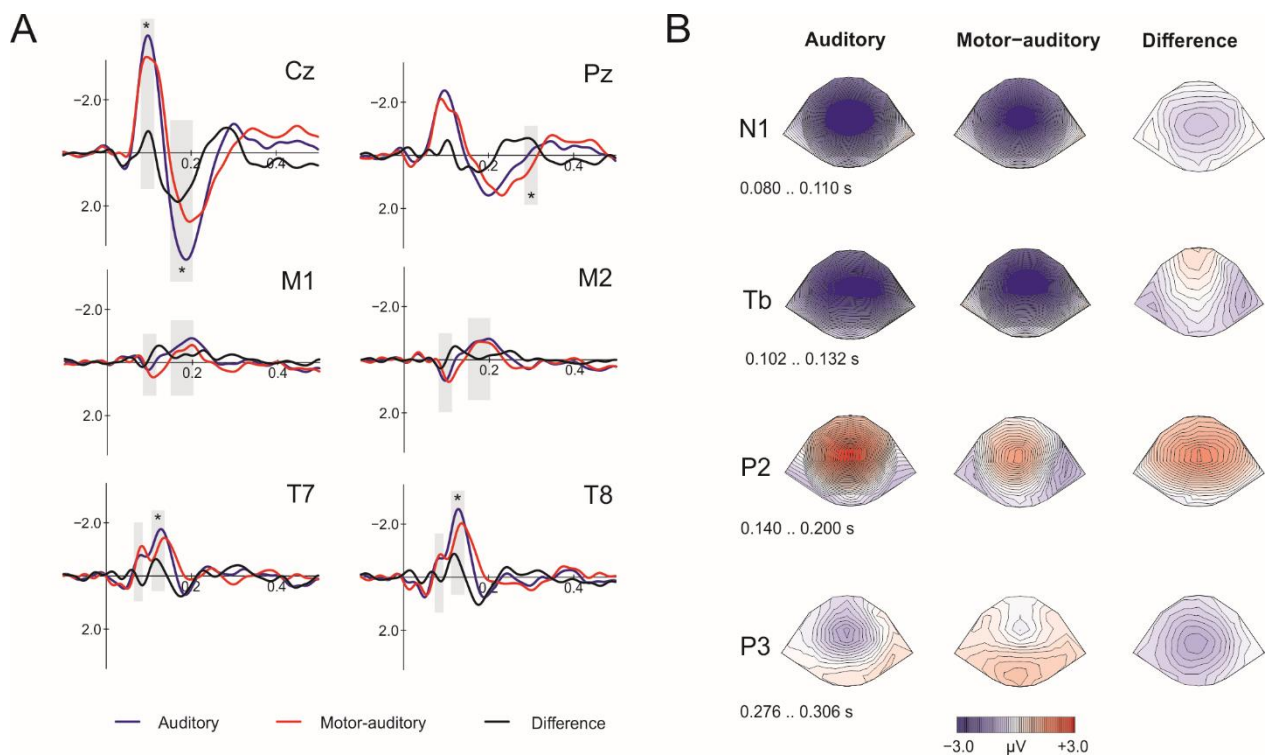 A
*
Cz
−2.0
0.2
0.4
2.0
*
Pz
−2.0
0.2
0.4
2.0
*
M1
−2.0
0.2
0.4
2.0
M2
−2.0
0.2
0.4
2.0
T7
*
−2.0
0.2
0.4
2.0
T8
*
−2.0
0.2
0.4
2.0
Auditory Motor-auditory Difference
B
Auditory Motor−auditory Difference
N1
0.080 .. 0.110 s
Tb
0.102 .. 0.132 s
P2
0.140 .. 0.200 s
P3
0.276 .. 0.306 s
−3.0 µV +3.0